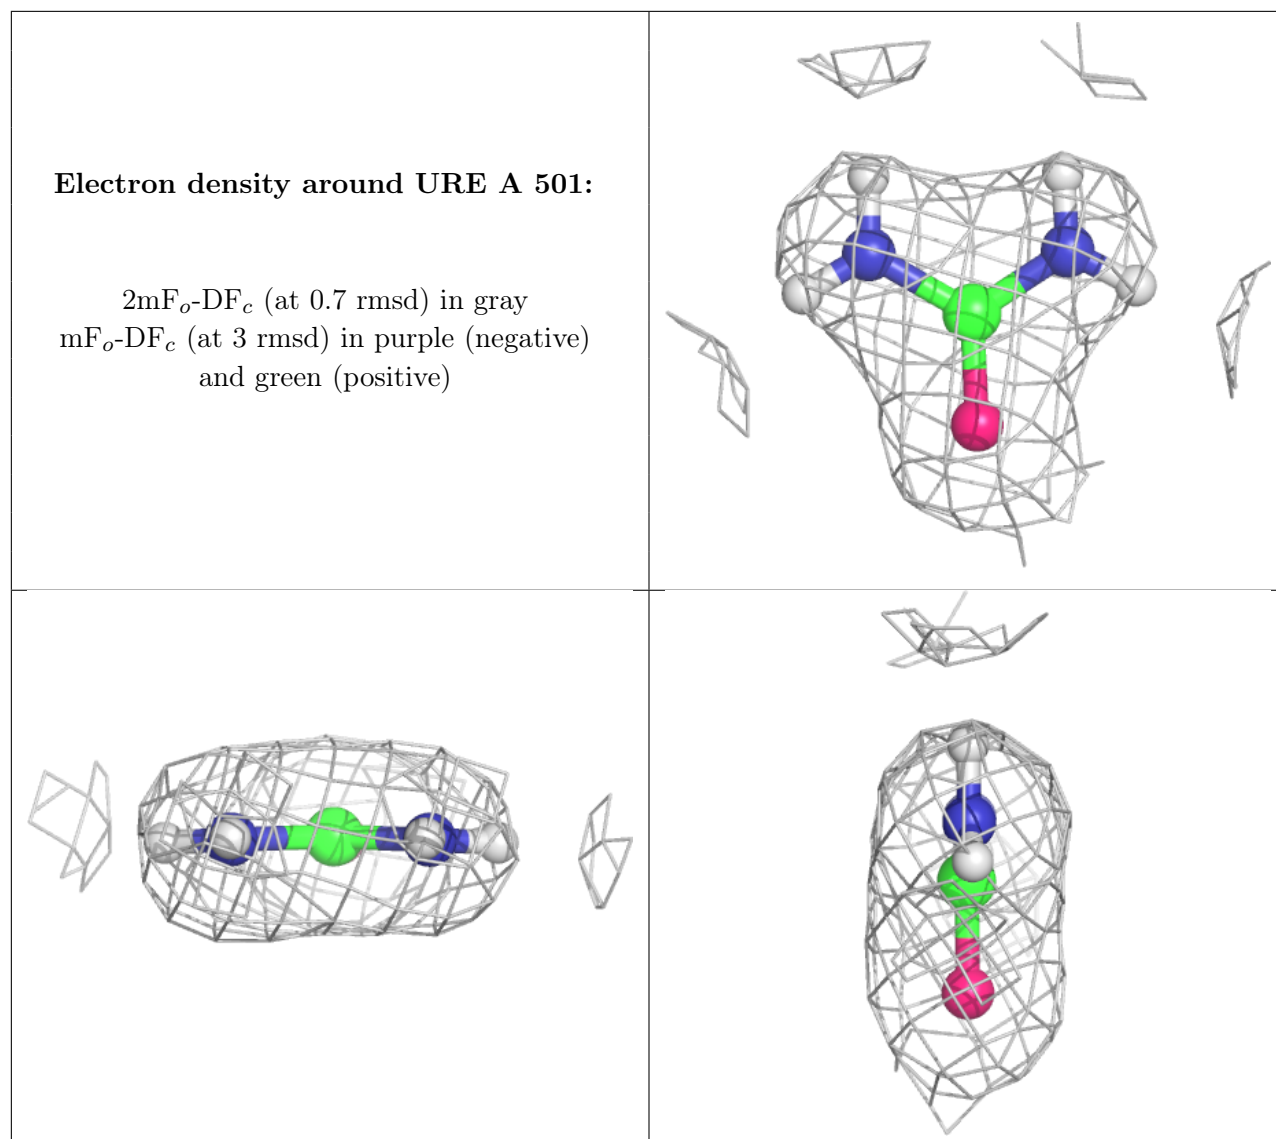 Electron density around URE A 501:
2mFo-DFc (at 0.7 rmsd) in gray
mFo-DFc (at 3 rmsd) in purple (negative)
and green (positive)